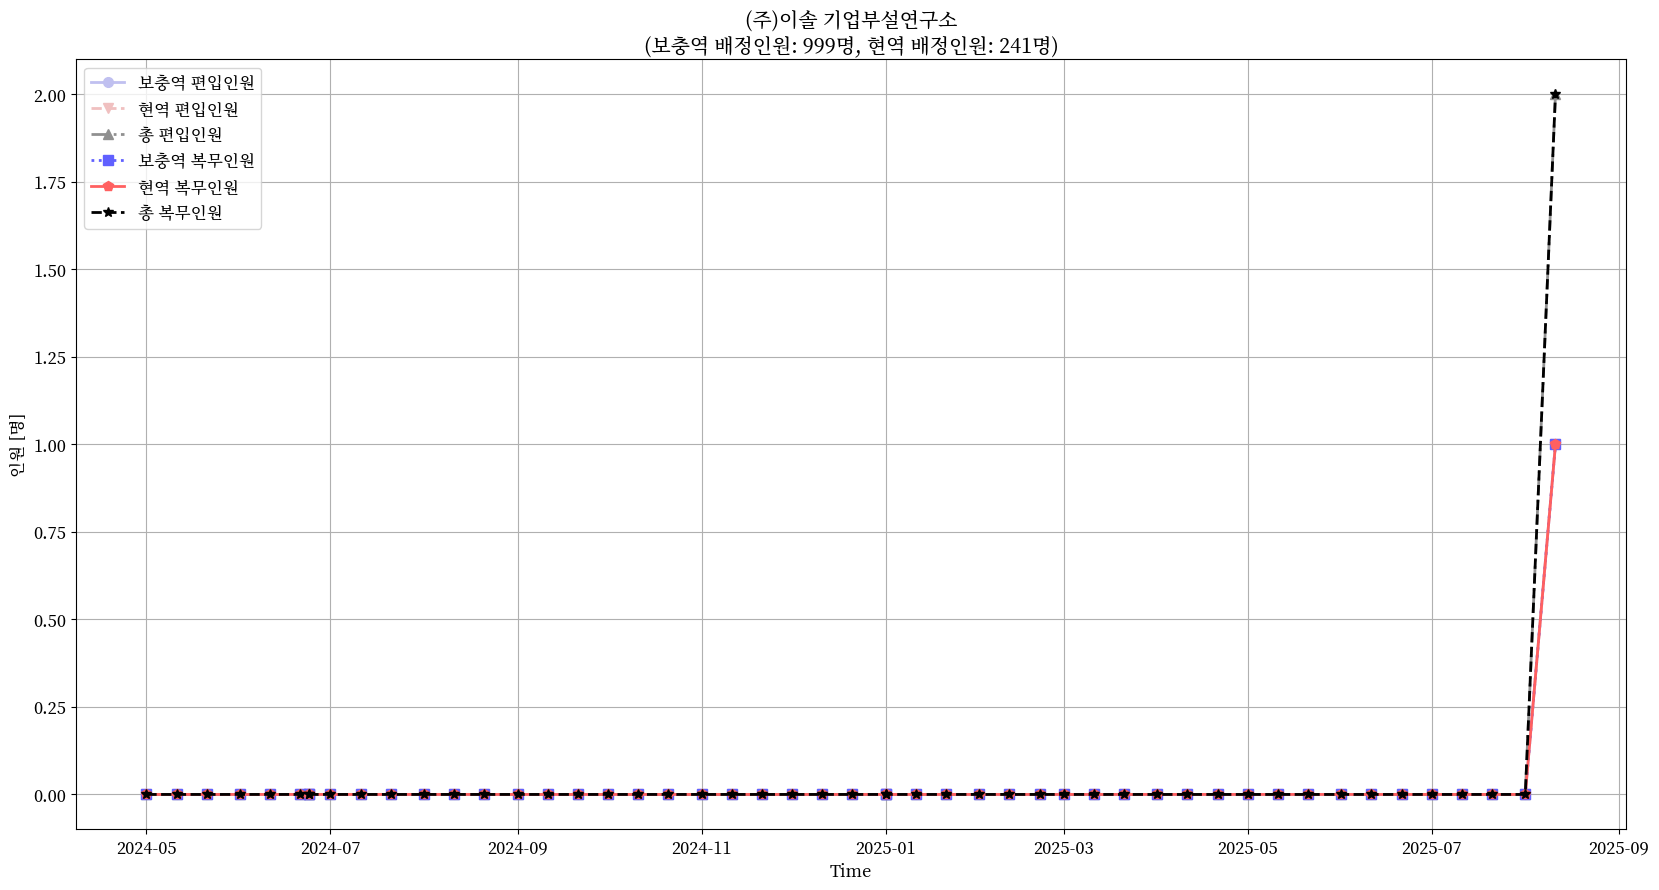 (주)이솔 기업부설연구소
(보충역 배정인원: 999명, 현역 배정인원: 241명)
보충역 편입인원
현역 편입인원
총 편입인원
보충역 복무인원
현역 복무인원
총 복무인원
인원 [명]
2.00
1.75
1.50
1.25
1.00
0.75
0.50
0.25
0.00
2024-05 2024-07 2024-09 2024-11 2025-01 2025-03 2025-05 2025-07 2025-09
Time